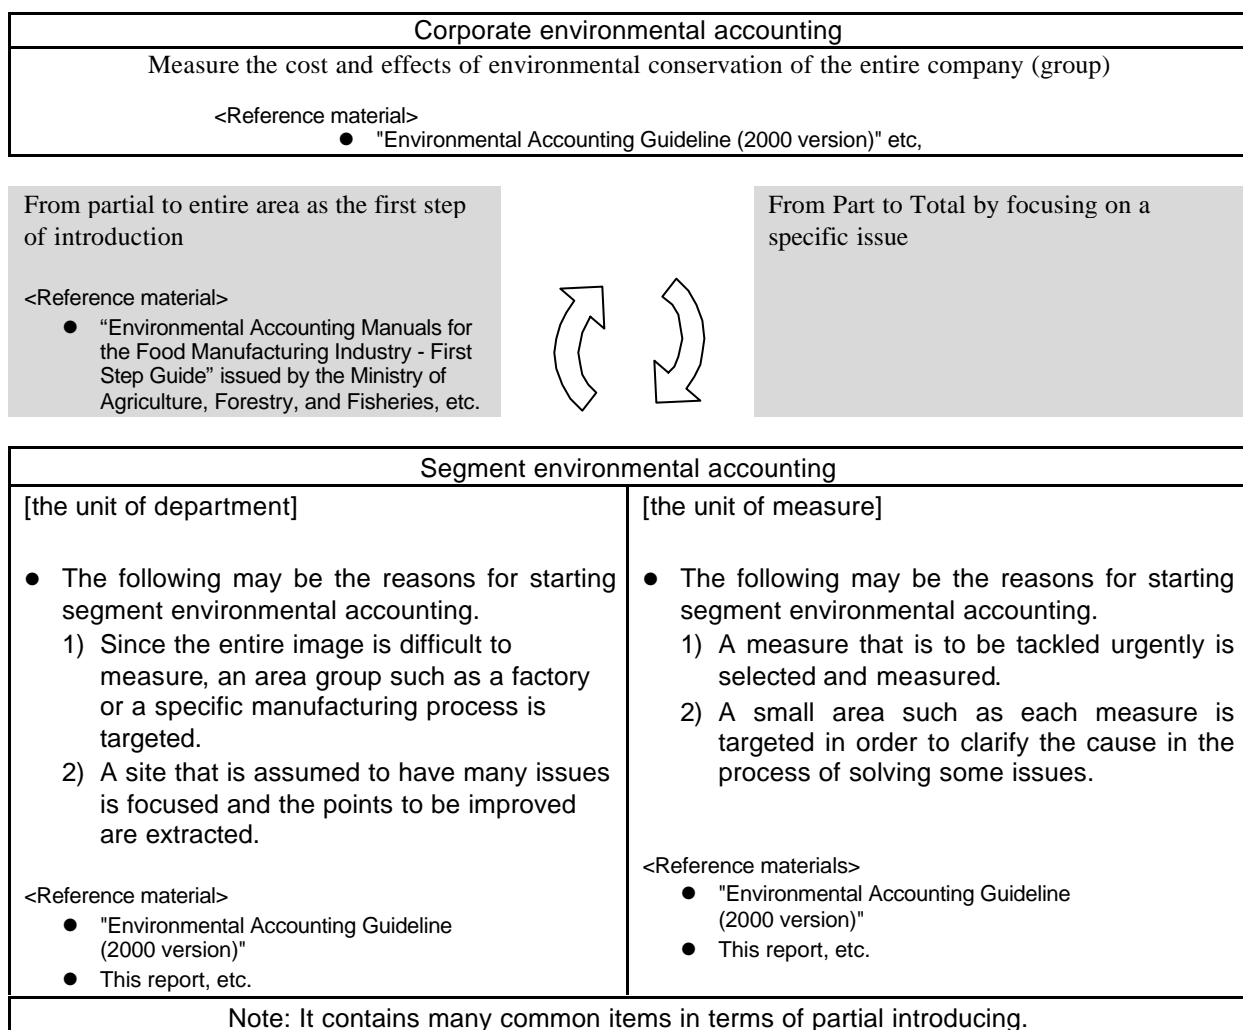 Corporate environmental accounting
Measure the cost and effects of environmental conservation of the entire company (group)
<Reference material>
● "Environmental Accounting Guideline (2000 version)" etc,
From partial to entire area as the first step
of introduction
<Reference material>
● “Environmental Accounting Manuals for
the Food Manufacturing Industry - First
Step Guide” issued by the Ministry of
Agriculture, Forestry, and Fisheries, etc.
From Part to Total by focusing on a
specific issue
Segment environmental accounting
[the unit of department]
● The following may be the reasons for starting
segment environmental accounting.
1) Since the entire image is difficult to
measure, an area group such as a factory
or a specific manufacturing process is
targeted.
2) A site that is assumed to have many issues
is focused and the points to be improved
are extracted.
<Reference material>
● "Environmental Accounting Guideline
(2000 version)"
● This report, etc.
[the unit of measure]
● The following may be the reasons for starting
segment environmental accounting.
1) A measure that is to be tackled urgently is
selected and measured.
2) A small area such as each measure is
targeted in order to clarify the cause in the
process of solving some issues.
<Reference materials>
● "Environmental Accounting Guideline
(2000 version)"
● This report, etc.
Note: It contains many common items in terms of partial introducing.